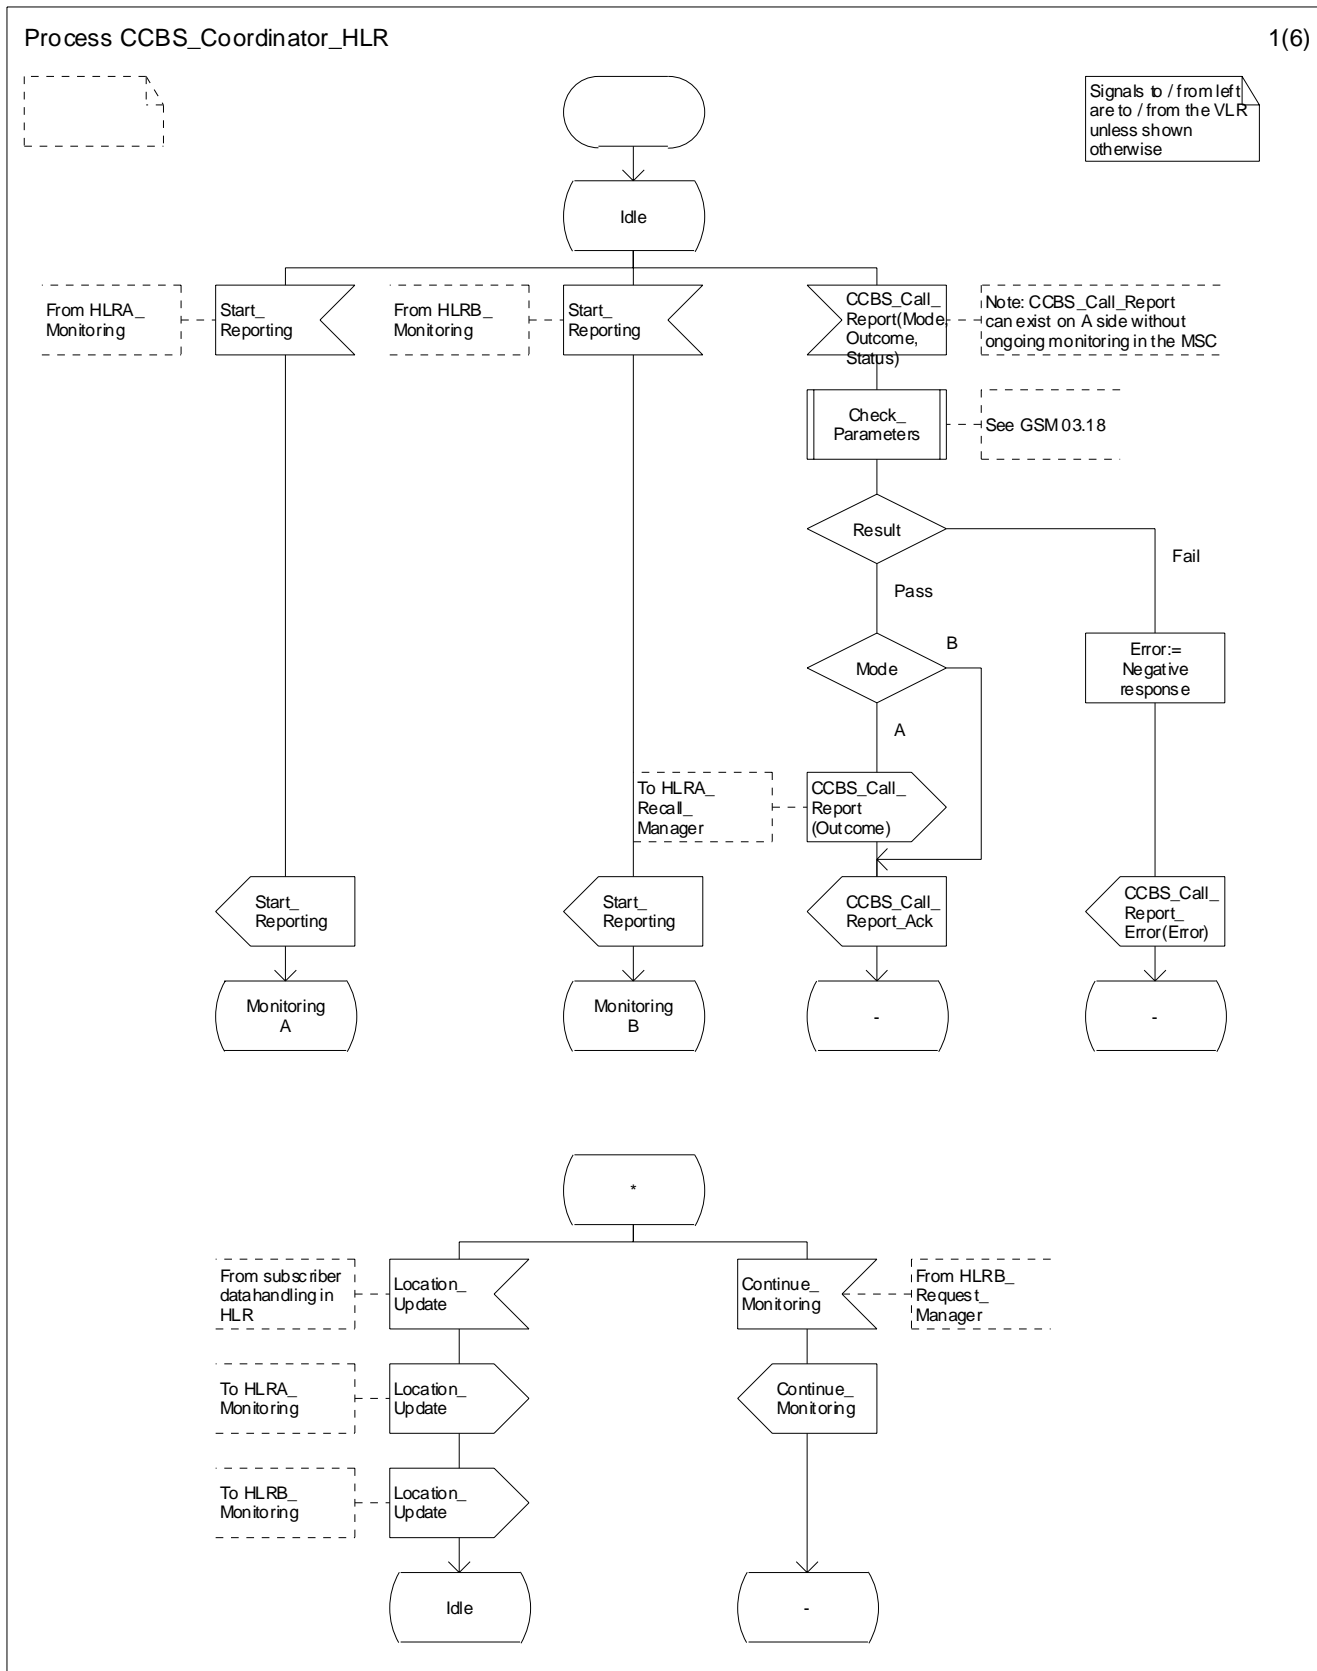 Process CCBS_Coordinator_HLR
1(6)
Signals to / from left
are to / from the VLR
unless shown
otherwise
Idle
From HLRA_
Monitoring
Start_
Reporting
From HLRB_
Monitoring
Start_
Reporting
CCBS_Call_
Report(Mode,
Outcome,
Status)
Note: CCBS_Call_Report
can exist on A side without
ongoing monitoring in the MSC
Check_
Parameters
See GSM 03.18
Result
Fail
Pass
B
Mode
Error:=
Negative
response
A
To HLRA_
Recall_
Manager
CCBS_Call_
Report
(Outcome)
Start_
Reporting
Start_
Reporting
CCBS_Call_
Report_Ack
CCBS_Call_
Report_
Error(Error)
Monitoring
A
Monitoring
B
-
-
*
From subscriber
data handling in
HLR
Location_
Update
Continue_
Monitoring
From HLRB_
Request_
Manager
To HLRA_
Monitoring
Location_
Update
Continue_
Monitoring
To HLRB_
Monitoring
Location_
Update
Idle
-